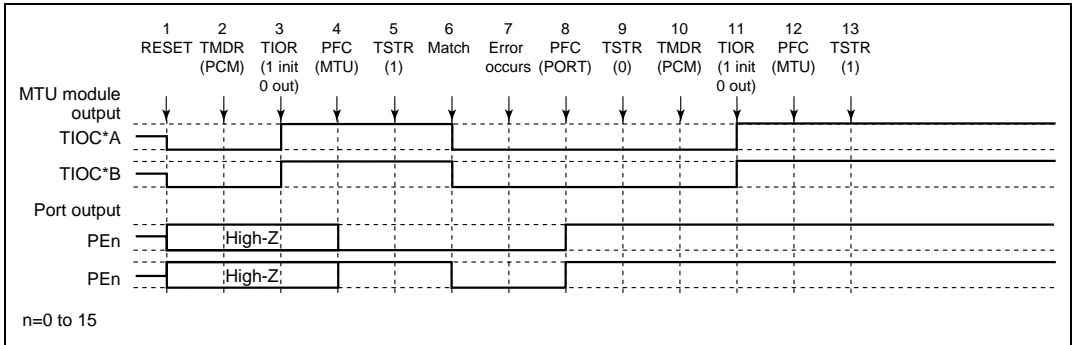 1 2 3 4 5 6 7 8 9 10 11 12 13
RESET TMDR TIOR PFC TSTR Match Error PFC TSTR TMDR TIOR PFC TSTR
(PCM) (1 init (MTU) (1) occurs (PORT) (0) (PCM) (1 init (MTU) (1)
0 out) 0 out)
MTU module
output
TIOC*A
TIOC*B
Port output
PEn High-Z
PEn High-Z
n=0 to 15